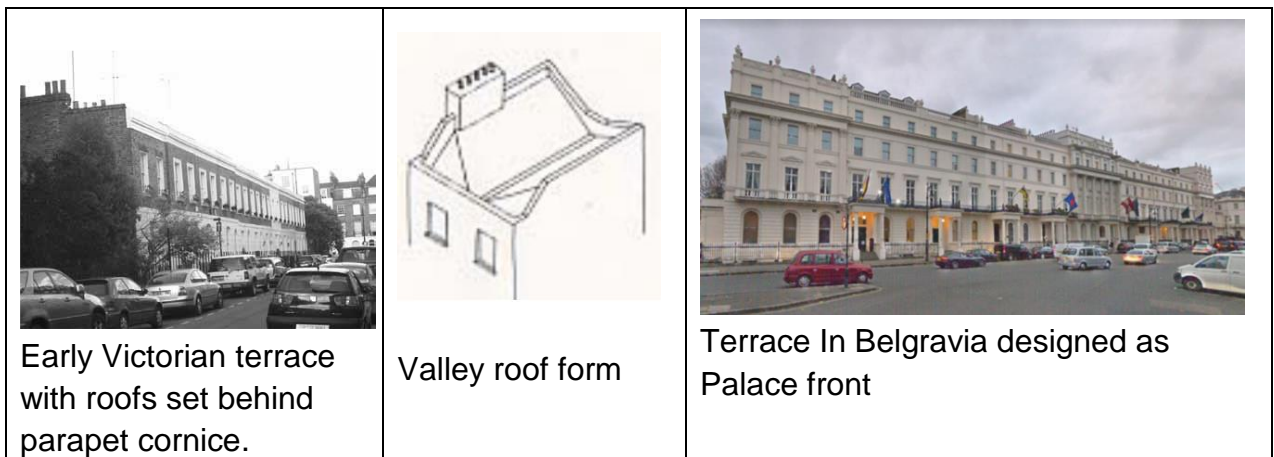 Early Victorian terrace
with roofs set behind
parapet cornice.
Valley roof form
Terrace In Belgravia designed as
Palace front